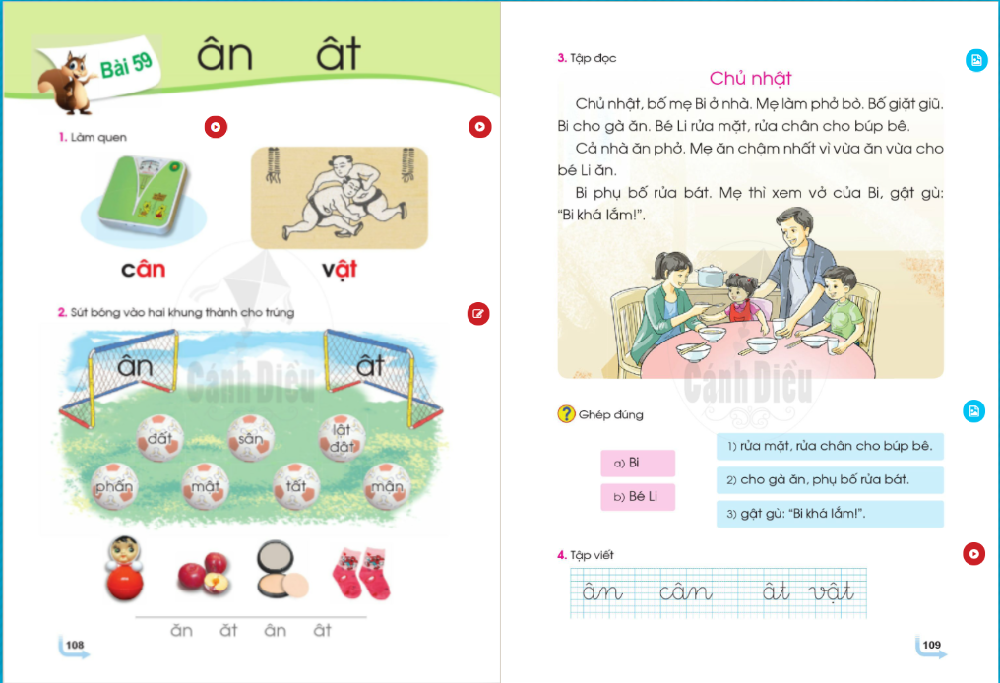 Bài 59
ân ât
1. Làm quen
cân
vật
2. Sút bóng vào hai khung thành cho trúng
ân
ât
đất
sân
lật
đật
phấn
mật
tất
mận
Cánh Diều
ăn ăt ân ât
108
3. Tập đọc
Chủ nhật
Chủ nhật, bố mẹ Bi ở nhà. Mẹ làm phở bò. Bố giặt giũ.
Bi cho gà ăn. Bé Li rửa mặt, rửa chân cho búp bê.
Cả nhà ăn phở. Mẹ ăn chậm nhất vì vừa ăn vừa cho
bé Li ăn.
Bi phụ bố rửa bát. Mẹ thì xem vở của Bi, gật gù:
“Bi khá lắm!”.
Cánh Diều
? Ghép đúng
a) Bi
b) Bé Li
1) rửa mặt, rửa chân cho búp bê.
2) cho gà ăn, phụ bố rửa bát.
3) gật gù: “Bi khá lắm!”.
4. Tập viết
ân cân ât vật
109